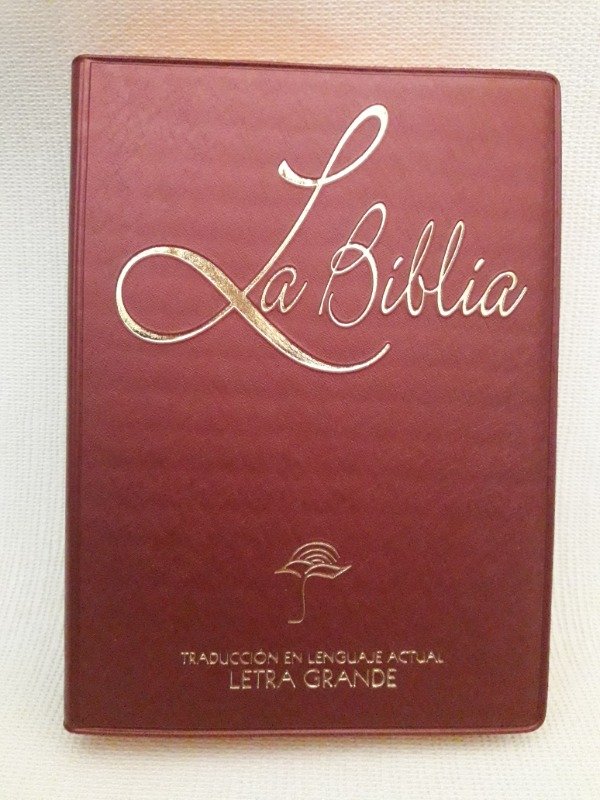 La Biblia
TRADUCCIÓN EN LENGUAJE ACTUAL
LETRA GRANDE